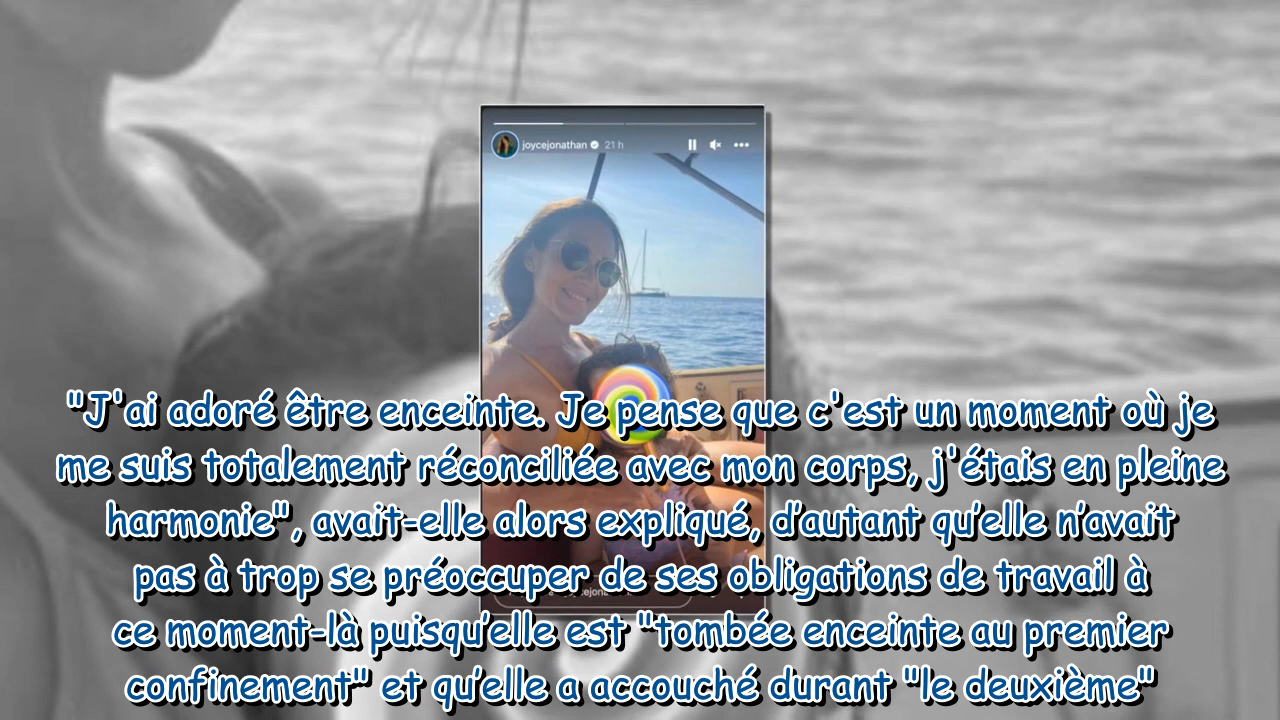 joycejonathan 21 h
"J'ai adoré être enceinte. Je pense que c'est un moment où je
me suis totalement réconciliée avec mon corps, j'étais en pleine
harmonie", avait-elle alors expliqué, d’autant qu’elle n’avait
pas à trop se préoccuper de ses obligations de travail à
ce moment-là puisqu’elle est "tombée enceinte au premier
confinement" et qu’elle a accouché durant "le deuxième"